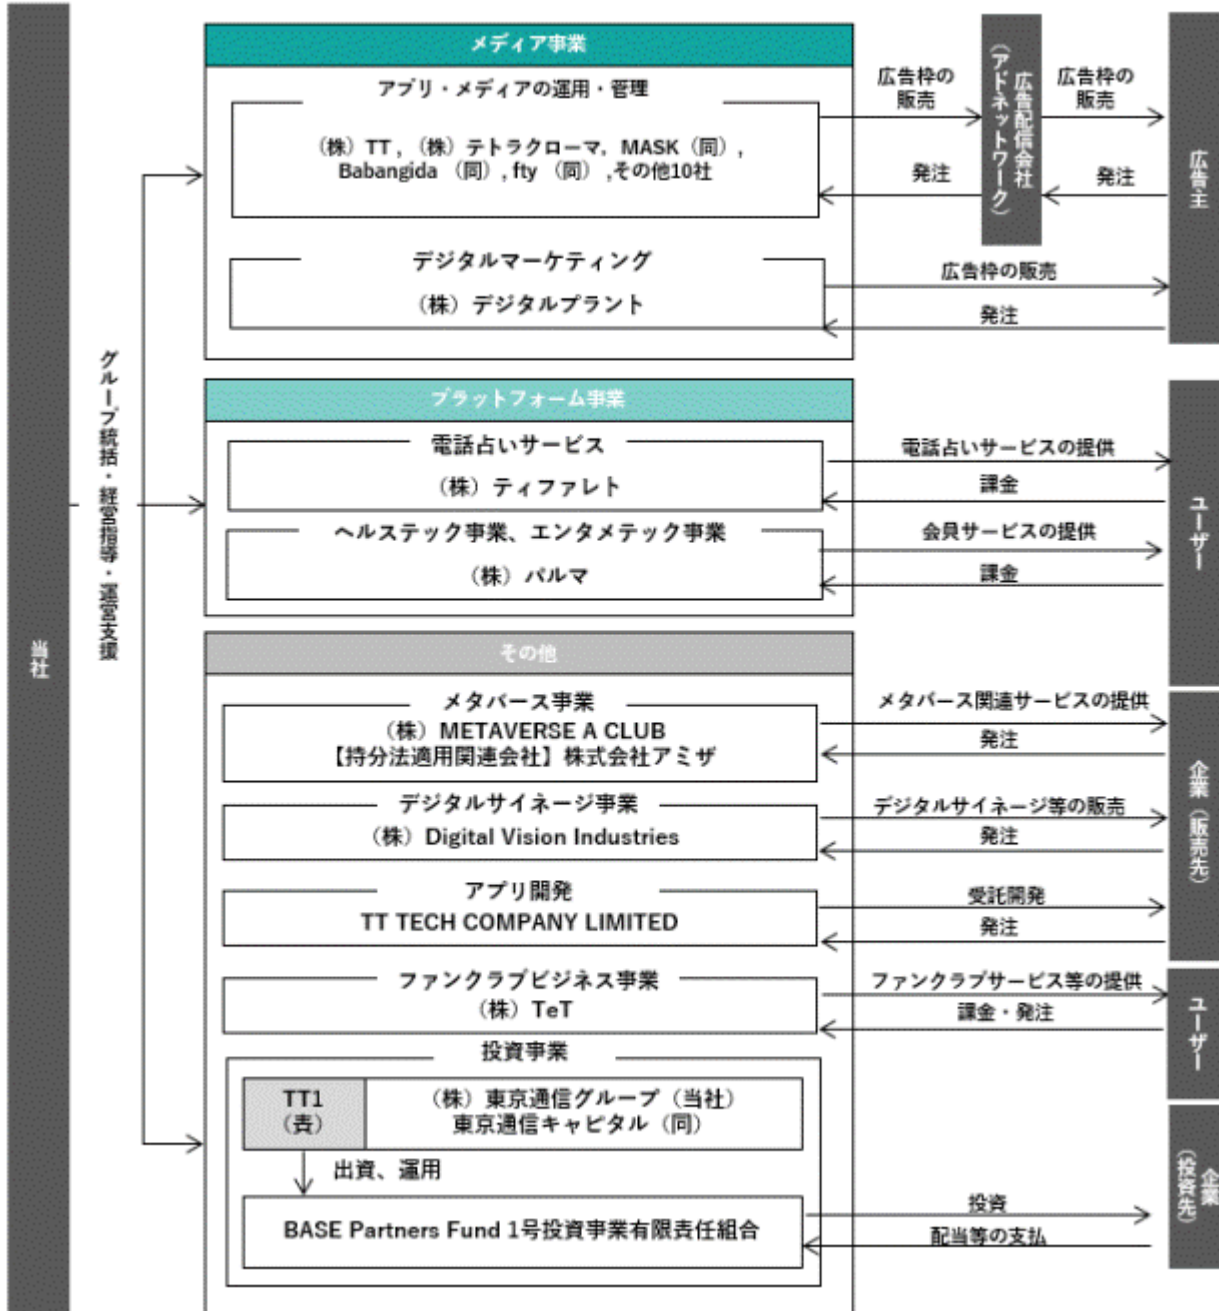 当社
グループ統括・経営指導・運営支援
メディア事業
アプリ・メディアの運用・管理
（株）TT，（株）テトラクローマ，MASK（同），
Babangida（同）, fty（同）,その他10社
広告枠の販売
発注
広告配信会社（アドネットワーク）
広告枠の販売
発注
広告主
デジタルマーケティング
（株）デジタルプラント
広告枠の販売
発注
プラットフォーム事業
電話占いサービス
（株）ティファレト
電話占いサービスの提供
課金
ユーザー
ヘルステック事業、エンタメテック事業
（株）パルマ
会員サービスの提供
課金
その他
メタバース事業
（株）METAVERSE A CLUB
【持分法適用関連会社】株式会社アミザ
メタバース関連サービスの提供
発注
企業（販売先）
デジタルサイネージ事業
（株）Digital Vision Industries
デジタルサイネージ等の販売
発注
アプリ開発
TT TECH COMPANY LIMITED
受託開発
発注
ファンクラブビジネス事業
（株）TeT
ファンクラブサービス等の提供
課金・発注
ユーザー
投資事業
TT1
（責）
（株）東京通信グループ（当社）
東京通信キャピタル（同）
出資、運用
BASE Partners Fund 1号投資事業有限責任組合
投資
配当等の支払
企業（投資先）